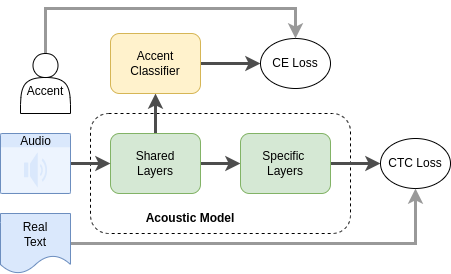 Accent
Classifier
CE Loss
Accent
Audio
Shared
Layers
Specific
Layers
CTC Loss
Acoustic Model
Real
Text